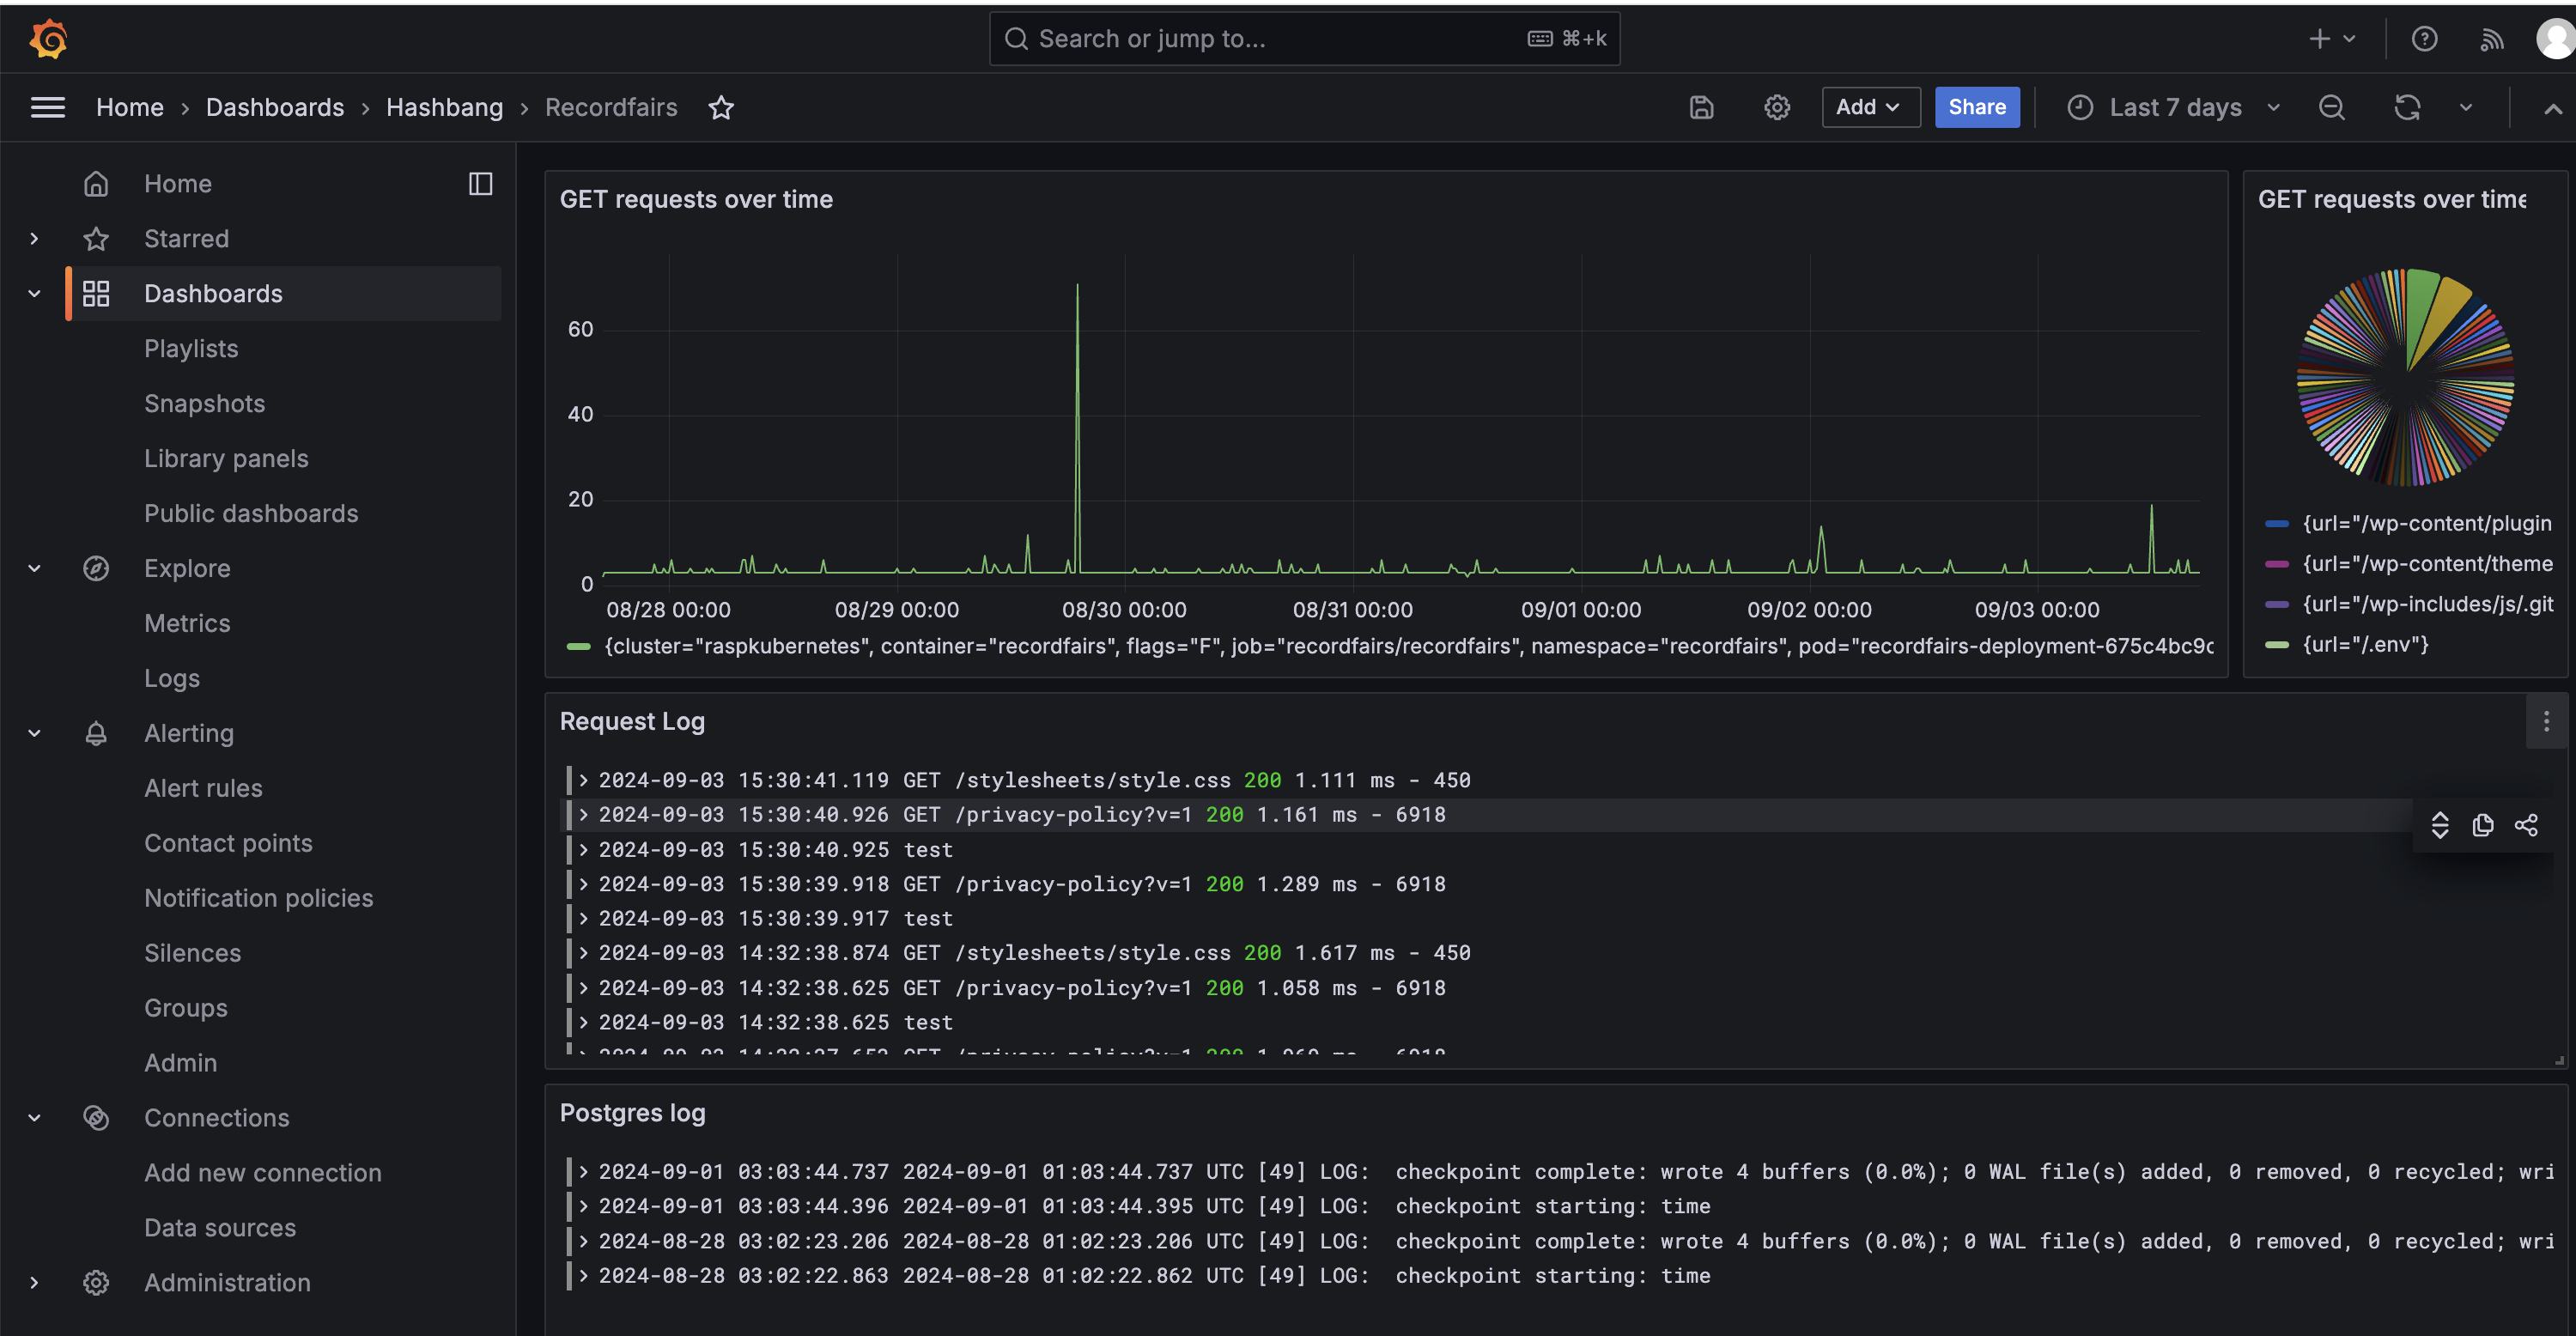 Search or jump to... ⌘+k
Home › Dashboards › Hashbang › Recordfairs
Add
Share
Last 7 days
Home
Starred
Dashboards
Playlists
Snapshots
Library panels
Public dashboards
Explore
Metrics
Logs
Alerting
Alert rules
Contact points
Notification policies
Silences
Groups
Admin
Connections
Add new connection
Data sources
Administration
GET requests over time
60
40
20
0
08/28 00:00 08/29 00:00 08/30 00:00 08/31 00:00 09/01 00:00 09/02 00:00 09/03 00:00
{cluster="raspkubernetes", container="recordfairs", flags="F", job="recordfairs/recordfairs", namespace="recordfairs", pod="recordfairs-deployment-675c4bc9c
GET requests over time
{url="/wp-content/plugin
{url="/wp-content/theme
{url="/wp-includes/js/.git
{url="/.env"}
Request Log
2024-09-03 15:30:41.119 GET /stylesheets/style.css 200 1.111 ms - 450
2024-09-03 15:30:40.926 GET /privacy-policy?v=1 200 1.161 ms - 6918
2024-09-03 15:30:40.925 test
2024-09-03 15:30:39.918 GET /privacy-policy?v=1 200 1.289 ms - 6918
2024-09-03 15:30:39.917 test
2024-09-03 14:32:38.874 GET /stylesheets/style.css 200 1.617 ms - 450
2024-09-03 14:32:38.625 GET /privacy-policy?v=1 200 1.058 ms - 6918
2024-09-03 14:32:38.625 test
Postgres log
2024-09-01 03:03:44.737 2024-09-01 01:03:44.737 UTC [49] LOG: checkpoint complete: wrote 4 buffers (0.0%); 0 WAL file(s) added, 0 removed, 0 recycled; wri
2024-09-01 03:03:44.396 2024-09-01 01:03:44.395 UTC [49] LOG: checkpoint starting: time
2024-08-28 03:02:23.206 2024-08-28 01:02:23.206 UTC [49] LOG: checkpoint complete: wrote 4 buffers (0.0%); 0 WAL file(s) added, 0 removed, 0 recycled; wri
2024-08-28 03:02:22.863 2024-08-28 01:02:22.862 UTC [49] LOG: checkpoint starting: time